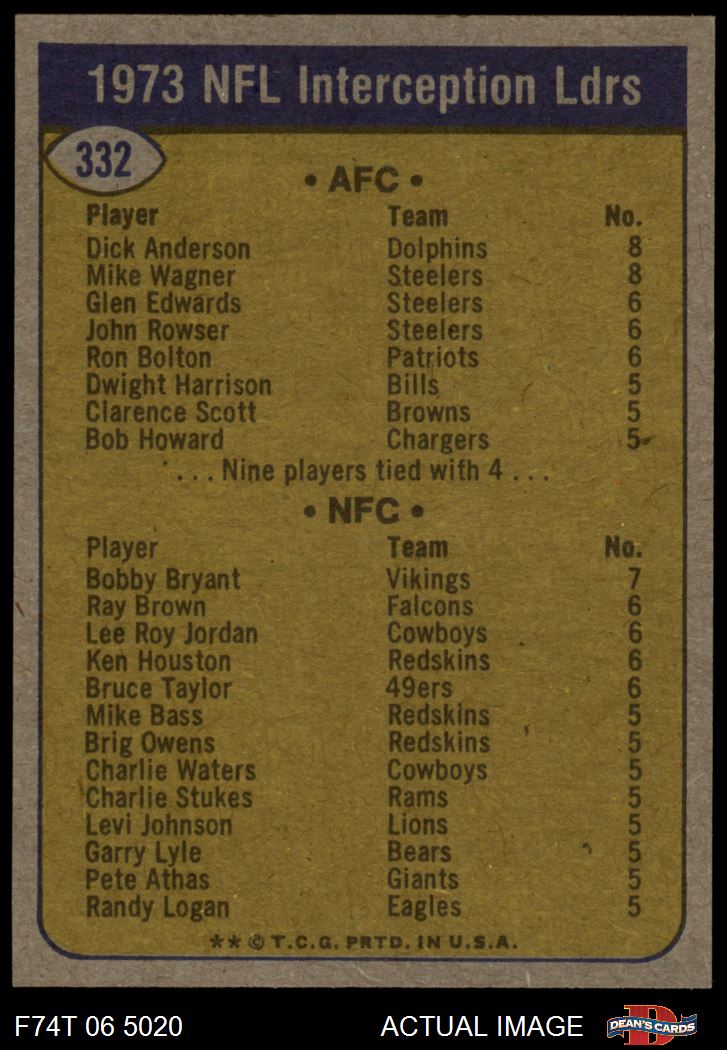 1973 NFL Interception Ldrs
332
• AFC •
Player Team No.
Dick Anderson Dolphins 8
Mike Wagner Steelers 8
Glen Edwards Steelers 6
John Rowser Steelers 6
Ron Bolton Patriots 6
Dwight Harrison Bills 5
Clarence Scott Browns 5
Bob Howard Chargers 5
. . . Nine players tied with 4 . . .
• NFC •
Player Team No.
Bobby Bryant Vikings 7
Ray Brown Falcons 6
Lee Roy Jordan Cowboys 6
Ken Houston Redskins 6
Bruce Taylor 49ers 6
Mike Bass Redskins 5
Brig Owens Redskins 5
Charlie Waters Cowboys 5
Charlie Stukes Rams 5
Levi Johnson Lions 5
Garry Lyle Bears 5
Pete Athas Giants 5
Randy Logan Eagles 5
** © T.C.G. PRTD. IN U.S.A.
F74T 06 5020 ACTUAL IMAGE
D
DEAN'S CARDS